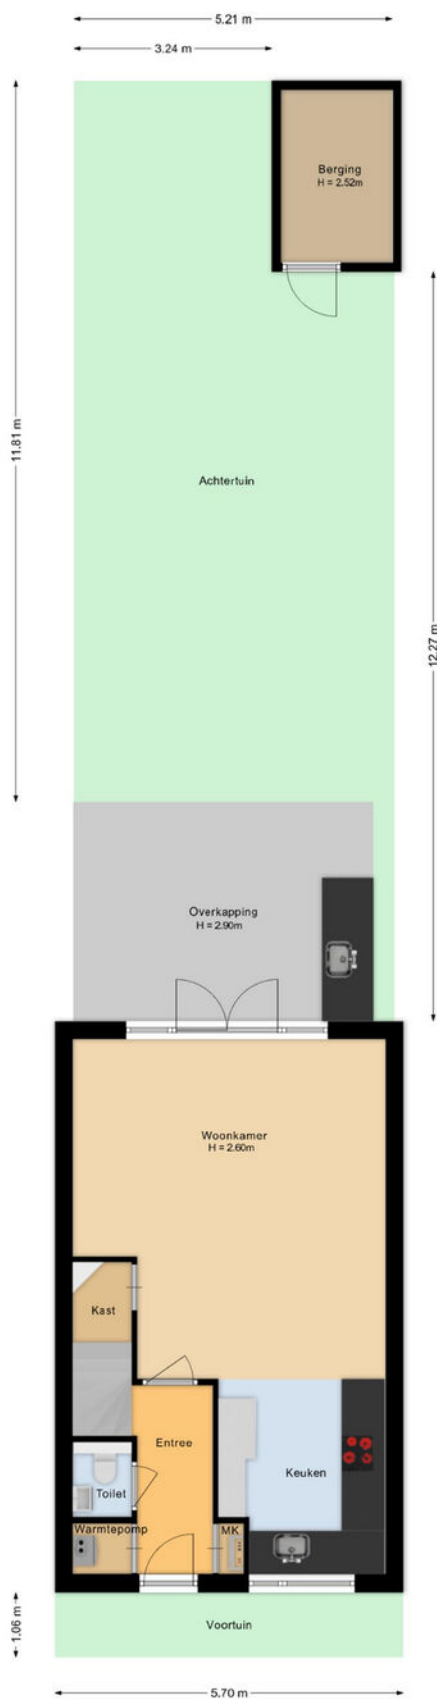 5.21 m
3.24 m
Berging
H = 2.52m
11.81 m
Achtertuin
12.27 m
Overkapping
H = 2.90m
Woonkamer
H = 2.60m
Kast
Entree
Keuken
Toilet
Warmtepomp
MK
1.06 m
Voortuin
5.70 m